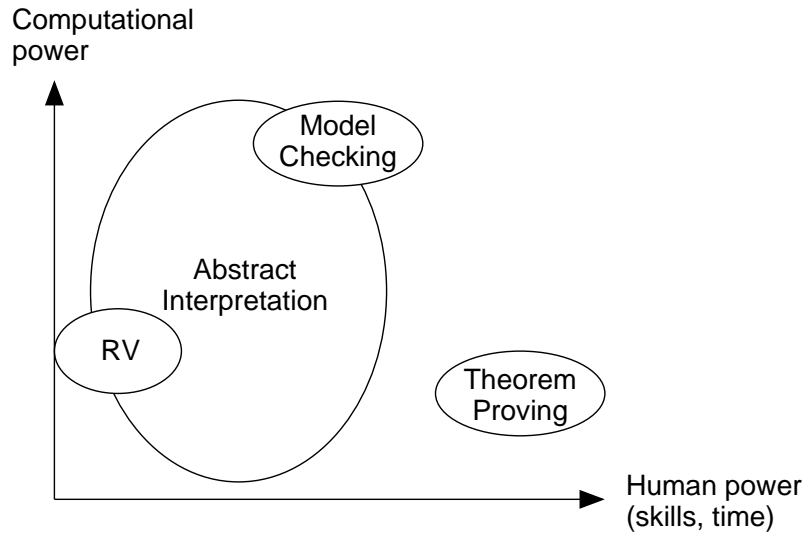 Computational
power
Model
Checking
Abstract
Interpretation
RV
Theorem
Proving
Human power
(skills, time)